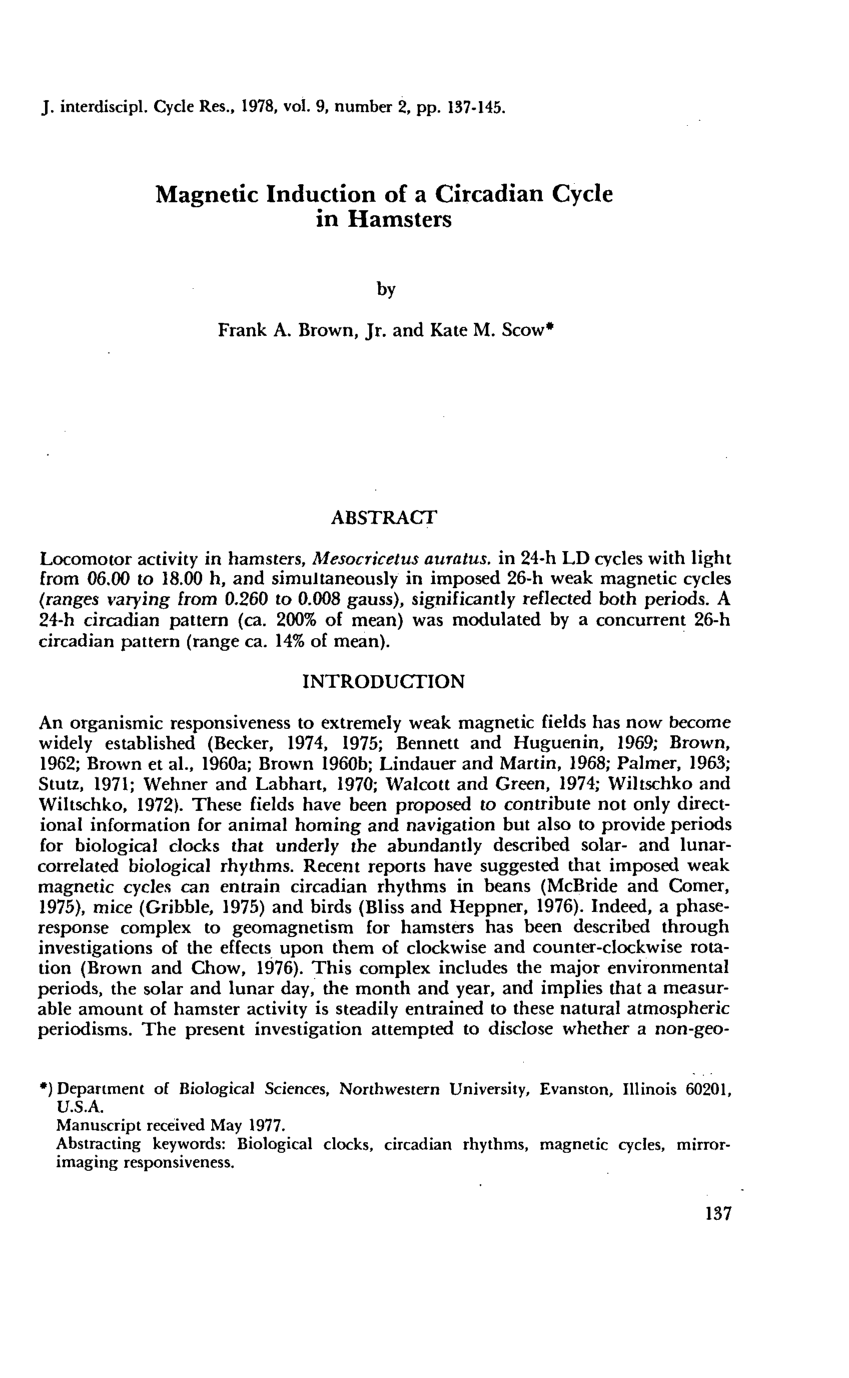 J. interdiscipl. Cycle Res., 1978, vol. 9, number 2, pp. 137-145.
Magnetic Induction of a Circadian Cycle
in Hamsters
by
Frank A. Brown, Jr. and Kate M. Scow*
ABSTRACT
Locomotor activity in hamsters, Mesocricetus auratus. in 24-h LD cycles with light
from 06.00 to 18.00 h, and simultaneously in imposed 26-h weak magnetic cycles
(ranges varying from 0.260 to 0.008 gauss), significantly reflected both periods. A
24-h circadian pattern (ca. 200% of mean) was modulated by a concurrent 26-h
circadian pattern (range ca. 14% of mean).
INTRODUCTION
An organismic responsiveness to extremely weak magnetic fields has now become
widely established (Becker, 1974, 1975; Bennett and Huguenin, 1969; Brown,
1962; Brown et al., 1960a; Brown 1960b; Lindauer and Martin, 1968; Palmer, 1963;
Stutz, 1971; Wehner and Labhart, 1970; Walcott and Green, 1974; Wiltschko and
Wiltschko, 1972). These fields have been proposed to contribute not only direct-
ional information for animal homing and navigation but also to provide periods
for biological clocks that underly the abundantly described solar- and lunar-
correlated biological rhythms. Recent reports have suggested that imposed weak
magnetic cycles can entrain circadian rhythms in beans (McBride and Comer,
1975), mice (Gribble, 1975) and birds (Bliss and Heppner, 1976). Indeed, a phase-
response complex to geomagnetism for hamsters has been described through
investigations of the effects upon them of clockwise and counter-clockwise rota-
tion (Brown and Chow, 1976). This complex includes the major environmental
periods, the solar and lunar day, the month and year, and implies that a measur-
able amount of hamster activity is steadily entrained to these natural atmospheric
periodisms. The present investigation attempted to disclose whether a non-geo-
*) Department of Biological Sciences, Northwestern University, Evanston, Illinois 60201,
U.S.A.
Manuscript received May 1977.
Abstracting keywords: Biological clocks, circadian rhythms, magnetic cycles, mirror-
imaging responsiveness.
137